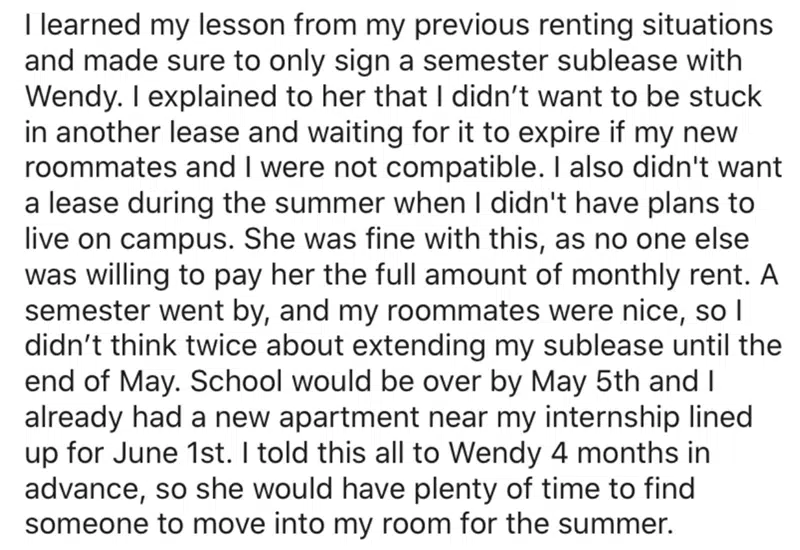 I learned my lesson from my previous renting situations
and made sure to only sign a semester sublease with
Wendy. I explained to her that I didn’t want to be stuck
in another lease and waiting for it to expire if my new
roommates and I were not compatible. I also didn't want
a lease during the summer when I didn't have plans to
live on campus. She was fine with this, as no one else
was willing to pay her the full amount of monthly rent. A
semester went by, and my roommates were nice, so I
didn’t think twice about extending my sublease until the
end of May. School would be over by May 5th and I
already had a new apartment near my internship lined
up for June 1st. I told this all to Wendy 4 months in
advance, so she would have plenty of time to find
someone to move into my room for the summer.